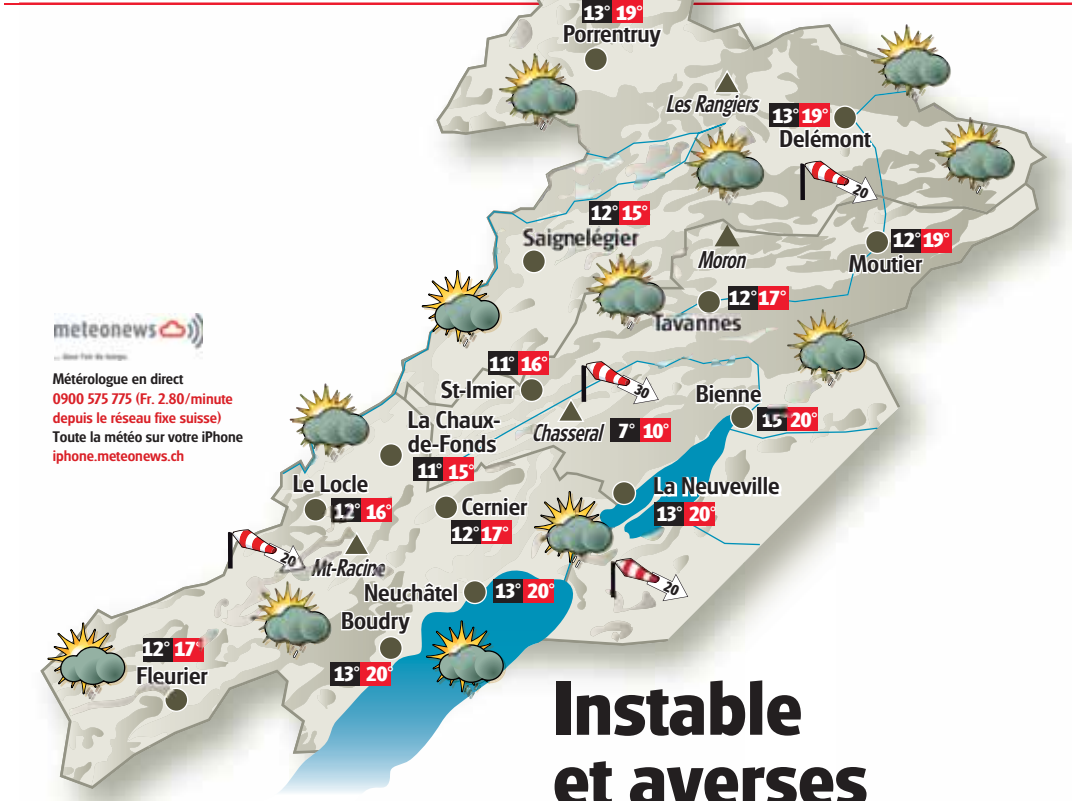 13° 19°
Porrentruy
Les Rangiers
13° 19°
Delémont
20
12° 15°
Saignelégier
Moron
12° 19°
Moutier
12° 17°
Tavannes
meteonews
Météorologue en direct
0900 575 775 (Fr. 2.80/minute
depuis le réseau fixe suisse)
Toute la météo sur votre iPhone
iphone.meteonews.ch
11° 16°
St-Imier
30
Chasseral 7° 10°
Bienne
15° 20°
La Chaux-
de-Fonds
11° 15°
Le Locle
12° 16°
Cernier
12° 17°
La Neuveville
13° 20°
20
Mt-Racine
Neuchâtel 13° 20°
20
Boudry
13° 20°
12° 17°
Fleurier
Instable
et averses